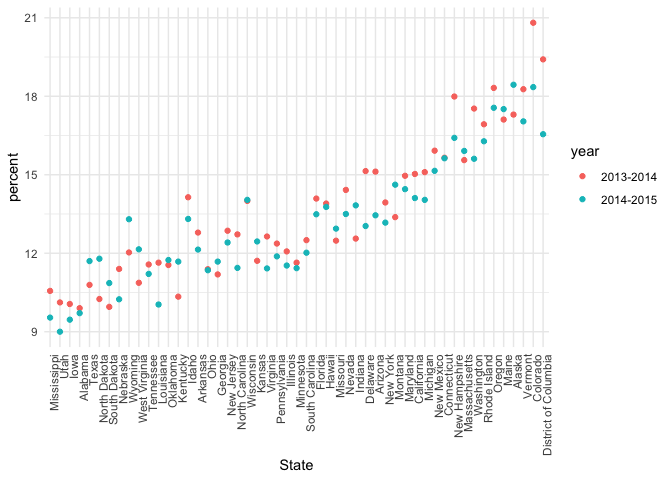 21
18
15
12
9
percent
Mississippi
Utah
Iowa
Alabama
Texas
North Dakota
South Dakota
Nebraska
Wyoming
West Virginia
Tennessee
Louisiana
Oklahoma
Kentucky
Idaho
Arkansas
Ohio
Georgia
New Jersey
North Carolina
Wisconsin
Kansas
Virginia
Pennsylvania
Illinois
Minnesota
South Carolina
Florida
Hawaii
Missouri
Nevada
Indiana
Delaware
Arizona
New York
Montana
Maryland
California
Michigan
New Mexico
Connecticut
New Hampshire
Massachusetts
Washington
Rhode Island
Oregon
Maine
Alaska
Vermont
Colorado
District of Columbia
State
year
2013-2014
2014-2015